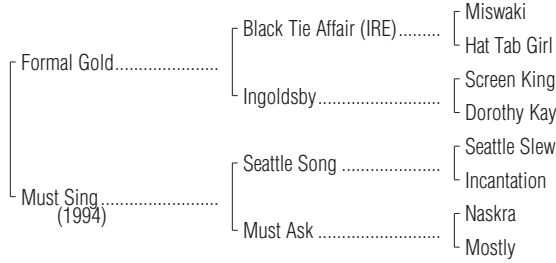 Miswaki
Black Tie Affair (IRE).........
Hat Tab Girl
Formal Gold.......................
Screen King
Ingoldsby...........................
Dorothy Kay
Seattle Slew
Seattle Song ......................
Incantation
Must Sing..........................
(1994)
Naskra
Must Ask ...........................
Mostly